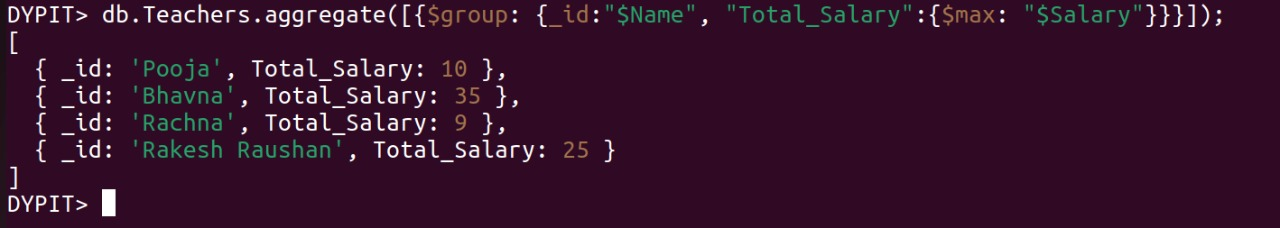 DYPIT> db.Teachers.aggregate([{$group: {_id:"$Name", "Total_Salary":{$max: "$Salary"}}}]);
[
  { _id: 'Pooja', Total_Salary: 10 },
  { _id: 'Bhavna', Total_Salary: 35 },
  { _id: 'Rachna', Total_Salary: 9 },
  { _id: 'Rakesh Raushan', Total_Salary: 25 }
]
DYPIT>